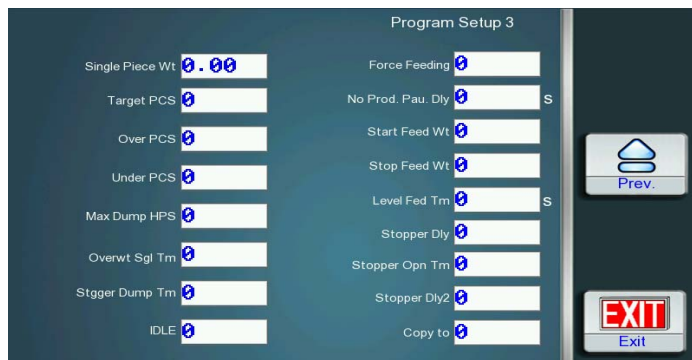 Program Setup 3
Single Piece Wt 0.00
Target PCS 0
Over PCS 0
Under PCS 0
Max Dump HPS 0
Overwt Sgl Tm 0
Stgger Dump Tm 0
IDLE 0
Force Feeding 0
No Prod. Pau. Dly 0 S
Start Feed Wt 0
Stop Feed Wt 0
Level Fed Tm 0 S
Stopper Dly 0
Stopper Opn Tm 0
Stopper Dly2 0
Copy to 0
Prev.
EXIT
Exit